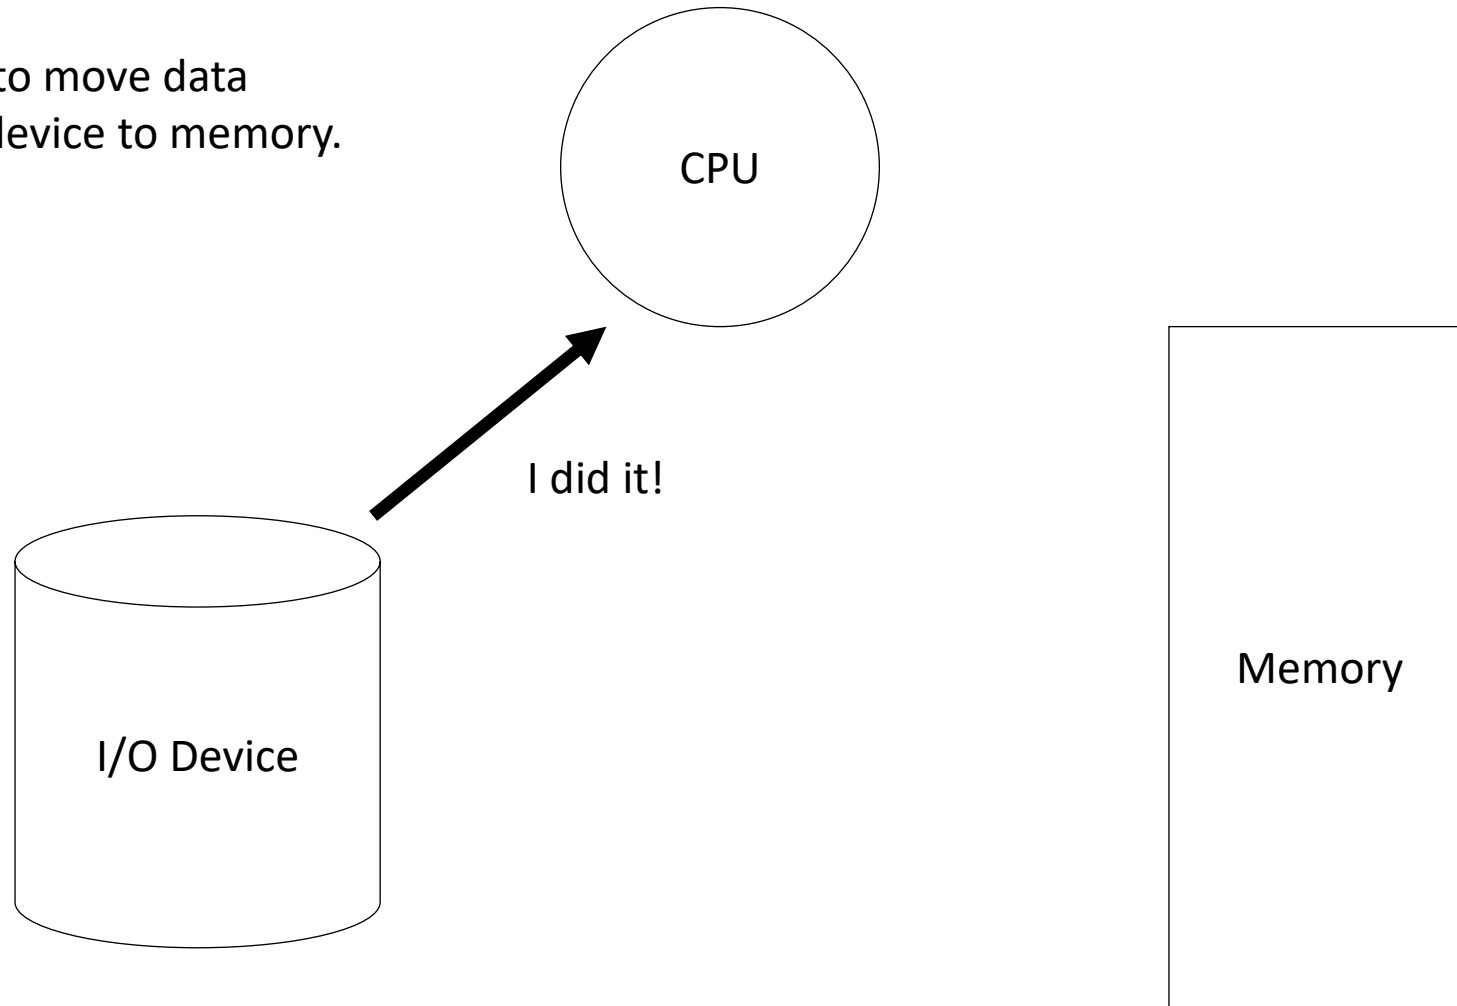 to move data
device to memory.
CPU
I did it!
Memory
I/O Device